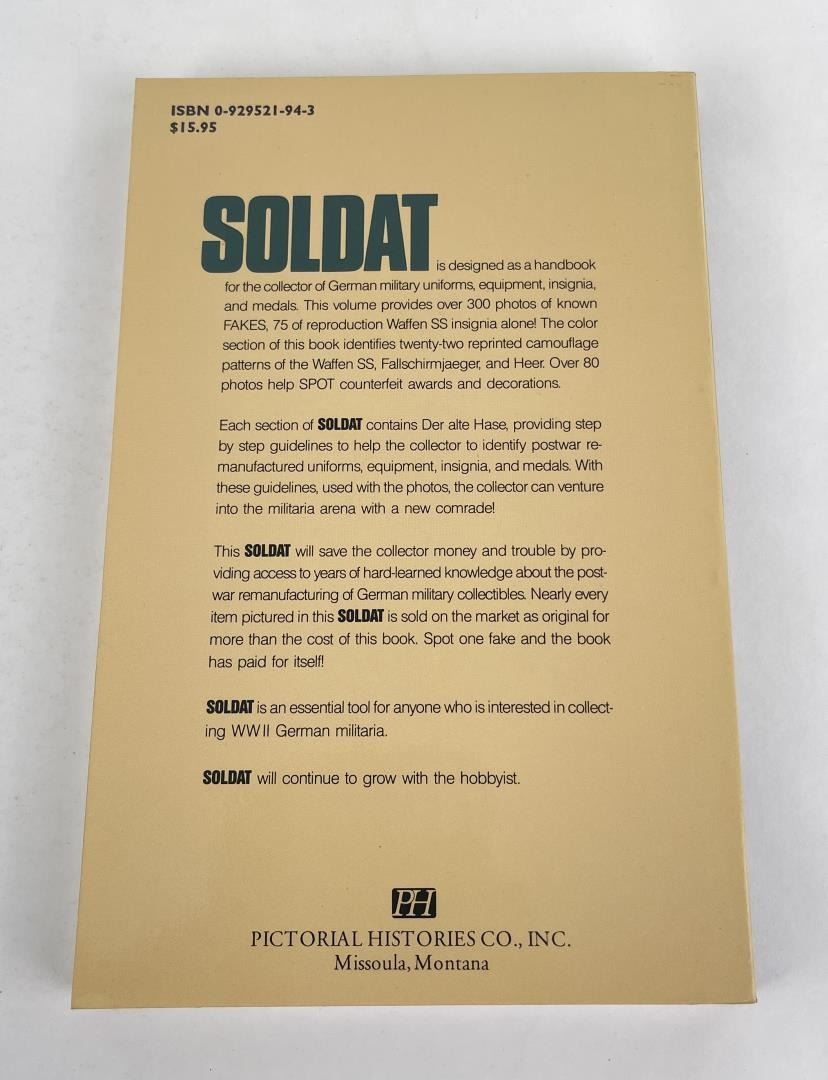 ISBN 0-929521-94-3
$15.95
SOLDAT is designed as a handbook
for the collector of German military uniforms, equipment, insignia,
and medals. This volume provides over 300 photos of known
FAKES, 75 of reproduction Waffen SS insignia alone! The color
section of this book identifies twenty-two reprinted camouflage
patterns of the Waffen SS, Fallschirmjaeger, and Heer. Over 80
photos help SPOT counterfeit awards and decorations.
Each section of SOLDAT contains Der alte Hase, providing step
by step guidelines to help the collector to identify postwar re-
manufactured uniforms, equipment, insignia, and medals. With
these guidelines, used with the photos, the collector can venture
into the militaria arena with a new comrade!
This SOLDAT will save the collector money and trouble by pro-
viding access to years of hard-learned knowledge about the post-
war remanufacturing of German military collectibles. Nearly every
item pictured in this SOLDAT is sold on the market as original for
more than the cost of this book. Spot one fake and the book
has paid for itself!
SOLDAT is an essential tool for anyone who is interested in collect-
ing WWII German militaria.
SOLDAT will continue to grow with the hobbyist.
PH
PICTORIAL HISTORIES CO., INC.
Missoula, Montana